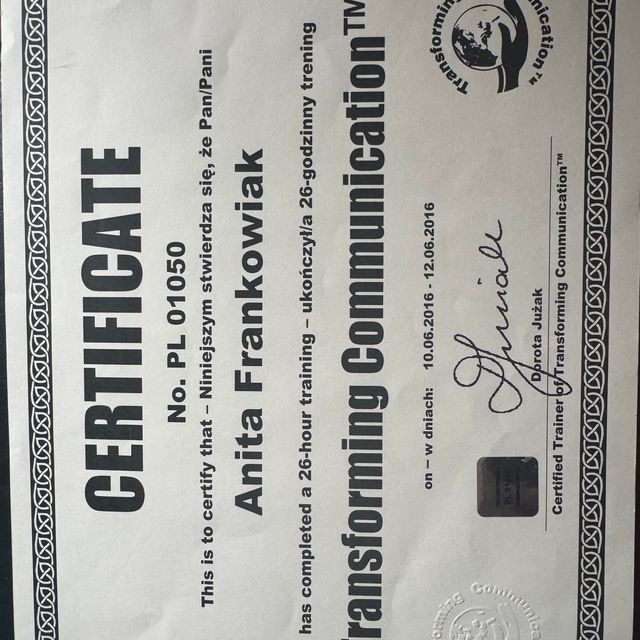 CERTIFICATE
No. PL 01050
This is to certify that – Niniejszym stwierdza się, że Pan/Pani
Anita Frankowiak
has completed a 26-hour training – ukończył/a 26-godzinny trening
Transforming Communication™
on – w dniach: 10.06.2016 - 12.06.2016
Dorota Jużak
Certified Trainer of Transforming Communication™
PL 01050
Transforming Communication™